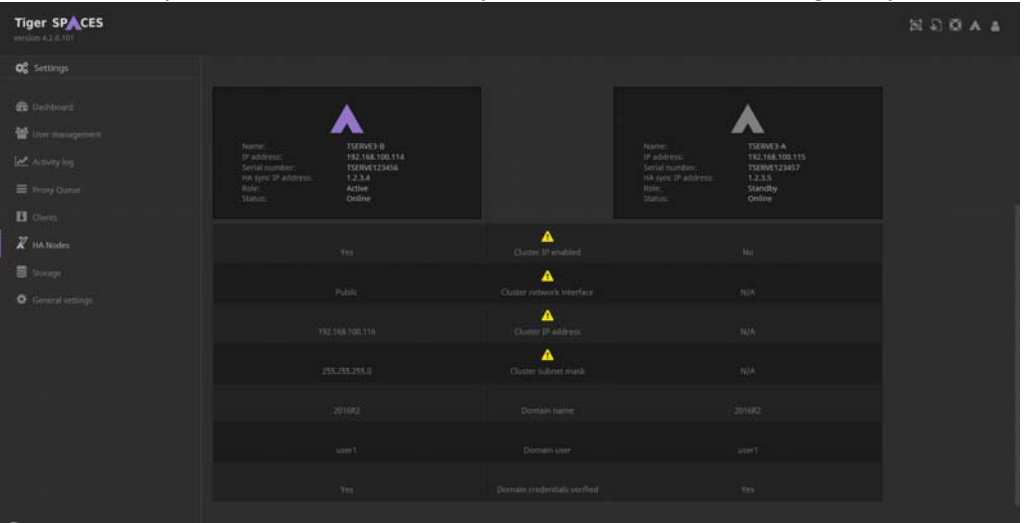 Tiger SPACES
version 4.2.0.101
Settings
Dashboard
User management
Activity log
Proxy Queue
Clients
HA Nodes
Storage
General settings
Name: TSERVE3-B
IP address: 192.168.100.114
Serial number: TSERVE123456
HA sync IP address: 1.2.3.4
Role: Active
Status: Online
Name: TSERVE3-A
IP address: 192.168.100.115
Serial number: TSERVE123457
HA sync IP address: 1.2.3.5
Role: Standby
Status: Online
Yes Cluster IP enabled No
Public Cluster network interface N/A
192.168.100.116 Cluster IP address N/A
255.255.255.0 Cluster subnet mask N/A
2016R2 Domain name 2016R2
user1 Domain user user1
Yes Domain credentials verified Yes